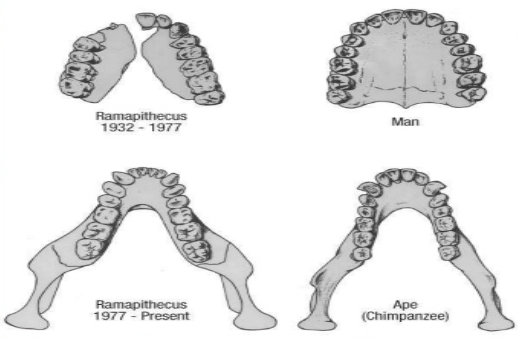 Ramapithecus
1932 - 1977
Man
Ramapithecus
1977 - Present
Ape
(Chimpanzee)